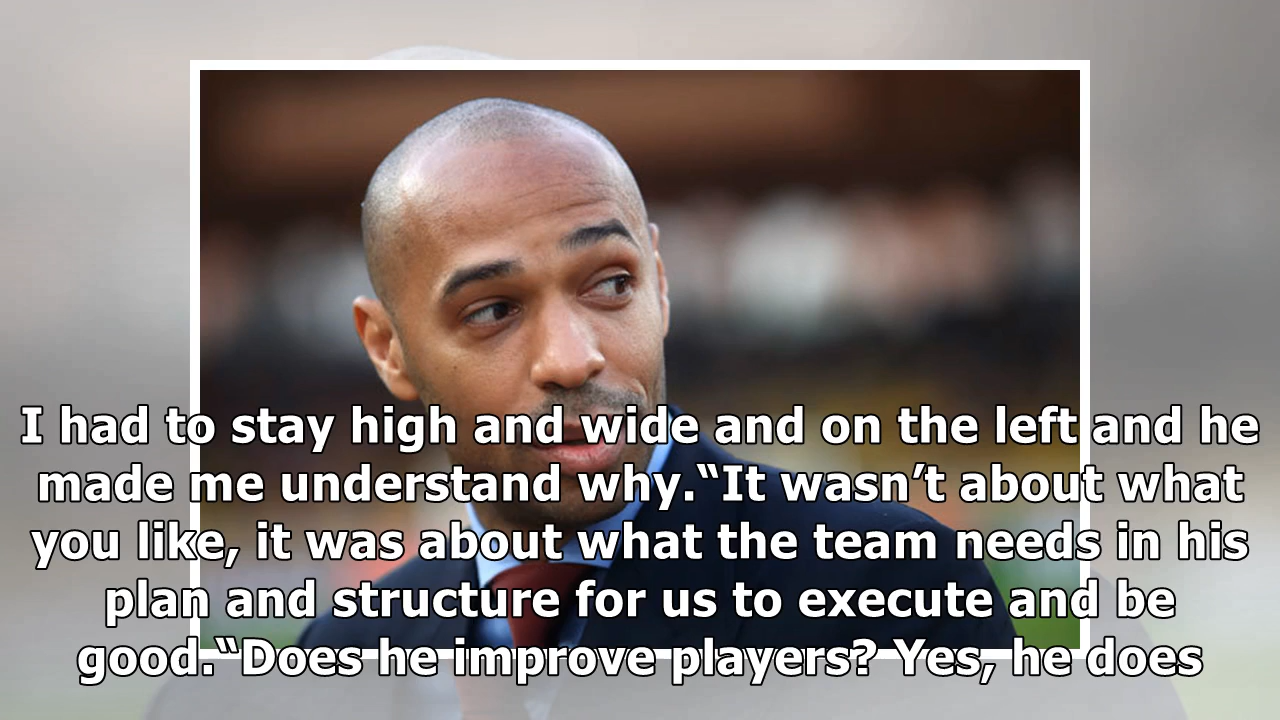 I had to stay high and wide and on the left and he
made me understand why.“It wasn’t about what
you like, it was about what the team needs in his
plan and structure for us to execute and be
good.“Does he improve players? Yes, he does